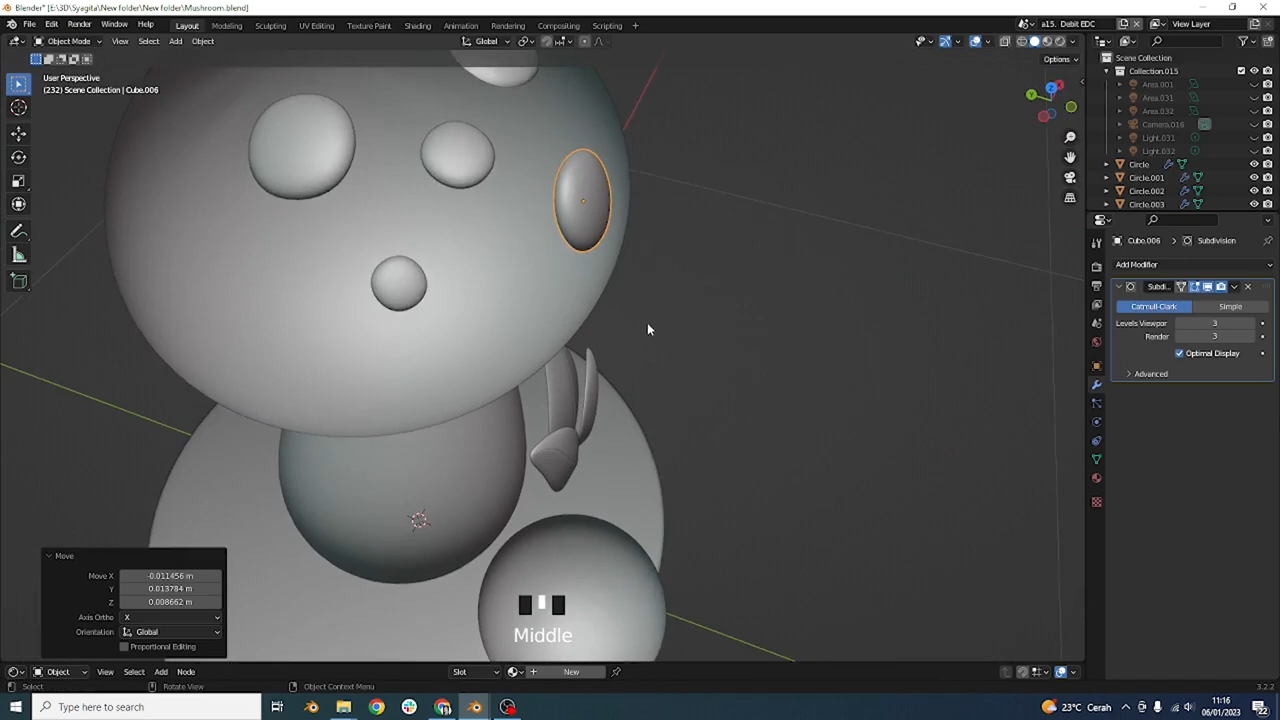 Blender* [E:\3D\Syagita\New folder\New folder\Mushroom.blend]
File Edit Render Window Help Layout Modeling Sculpting UV Editing Texture Paint Shading Animation Rendering Compositing Scripting + a15. Debit EDC View Layer
Object Mode View Select Add Object Global
Options
User Perspective
(232) Scene Collection | Cube.006
Scene Collection
Collection.015
Area.001
Area.031
Area.032
Camera.016
Light.031
Light.032
Circle
Circle.001
Circle.002
Circle.003
Cube.006 > Subdivision
Add Modifier
Subdi...
Catmull-Clark Simple
Levels Viewpor 3
Render 3
Optimal Display
Advanced
Move
Move X -0.011456 m
Y 0.013784 m
Z 0.008662 m
Axis Ortho X
Orientation Global
Proportional Editing
Middle
Object View Select Add Node Slot New
Select Rotate View Object Context Menu 3.2.2
Type here to search
23°C Cerah
11:16
06/01/2023
22